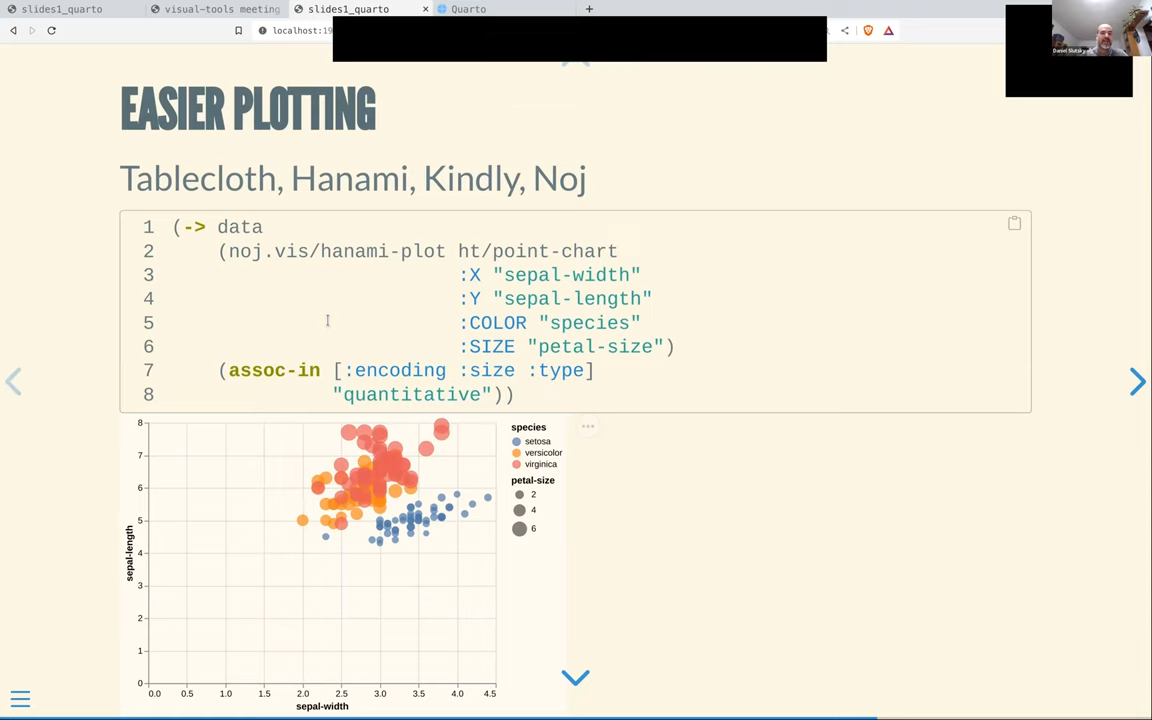 slides1_quarto
visual-tools meeting
slides1_quarto
Quarto
localhost:19
EASIER PLOTTING
Tablecloth, Hanami, Kindly, Noj
1 (-> data
2 (noj.vis/hanami-plot ht/point-chart
3 :X "sepal-width"
4 :Y "sepal-length"
5 :COLOR "species"
6 :SIZE "petal-size")
7 (assoc-in [:encoding :size :type]
8 "quantitative"))
8
7
6
5
4
3
2
1
0
sepal-length
0.0 0.5 1.0 1.5 2.0 2.5 3.0 3.5 4.0 4.5
sepal-width
species
setosa
versicolor
virginica
petal-size
2
4
6